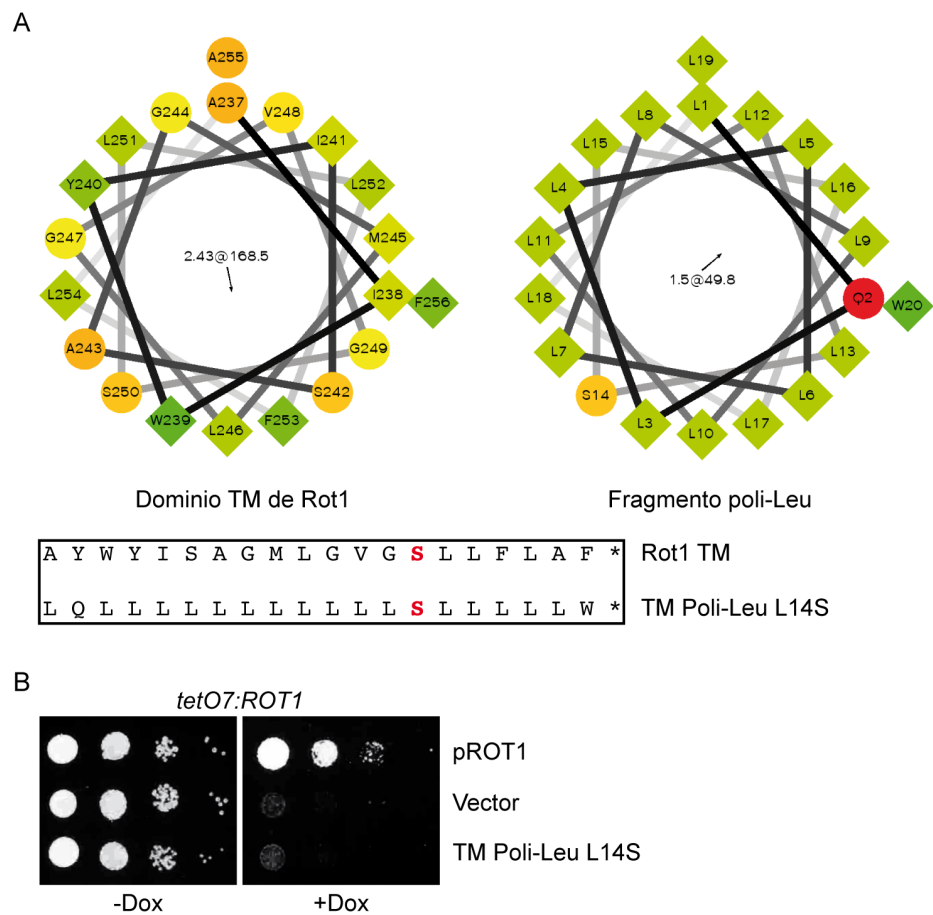 A
A255
A237
G244
V248
L251
I241
Y240
L252
G247
M245
2.43@168.5
L254
I238
F256
A243
G249
S250
S242
W239
L246
F253
Dominio TM de Rot1
L19
L1
L8
L12
L15
L5
L4
L16
L11
L9
1.5@49.8
L18
Q2
W20
L7
L13
S14
L6
L3
L10
L17
Fragmento poli-Leu
A Y W Y I S A G M L G V G S L L F L A F * Rot1 TM
L Q L L L L L L L L L L L S L L L L L W * TM Poli-Leu L14S
B
tetO7:ROT1
pROT1
Vector
TM Poli-Leu L14S
-Dox +Dox